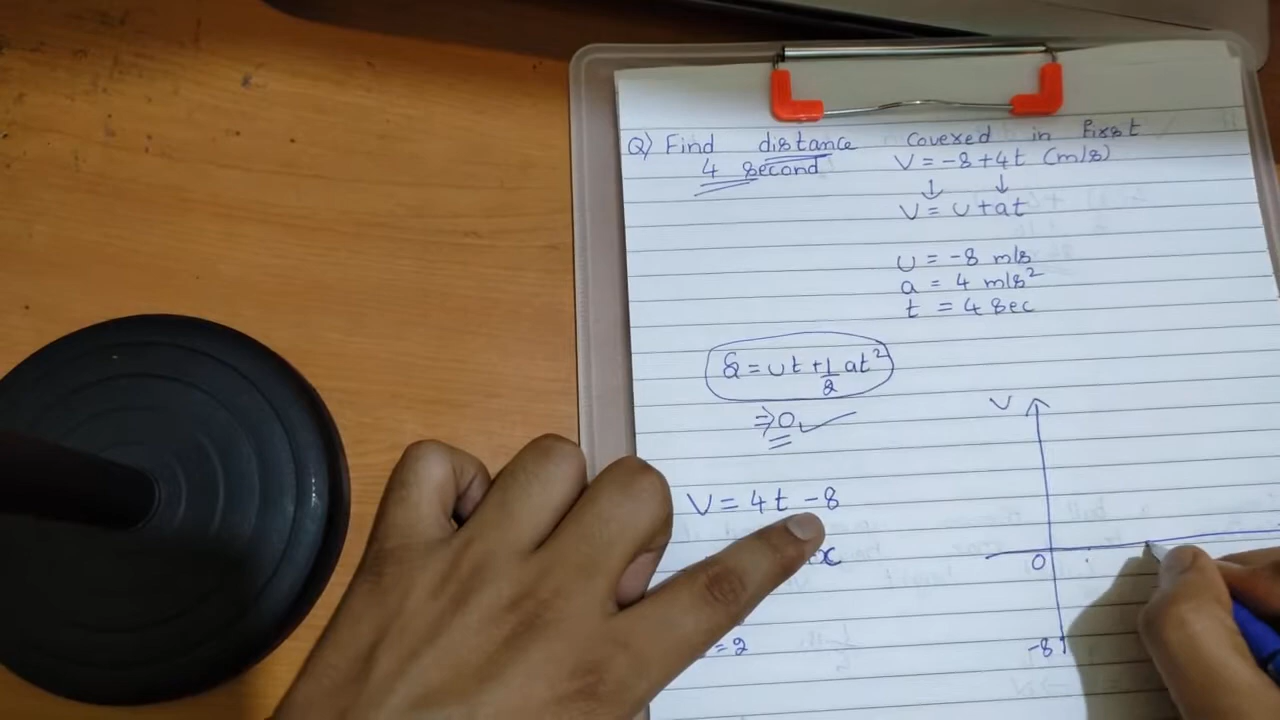 Q) Find distance covered in first
4 second V = -8+4t (m/s)
↓ ↓
V = u+at
u = -8 m/s
a = 4 m/s²
t = 4 sec
S = ut + 1/2 at²
⇒ 0 ✓
V
V = 4t -8
x
0
= 2
-8